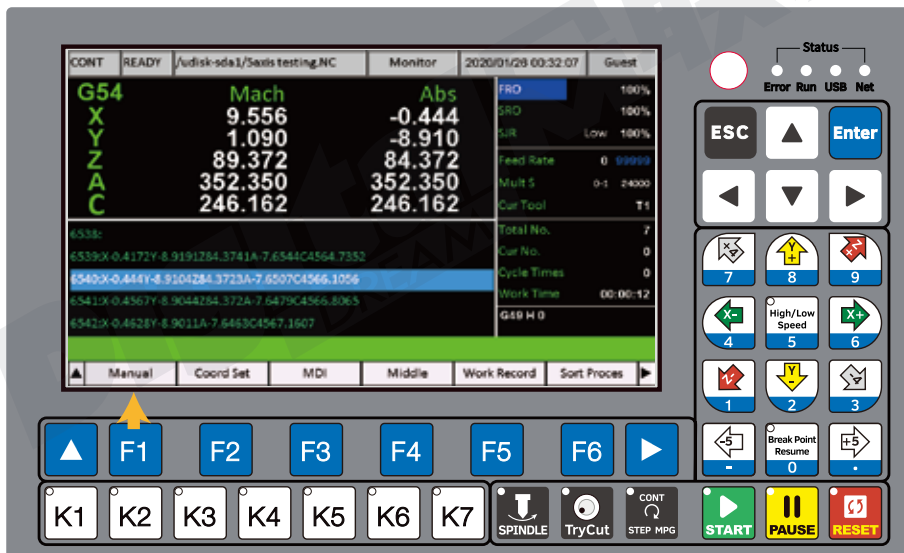 CONT READY /udisk-sda1/5axis testing.NC Monitor 2020/01/26 00:32:07 Guest
G54 Mach Abs
X 9.556 -0.444
Y 1.090 -8.910
Z 89.372 84.372
A 352.350 352.350
C 246.162 246.162
FRO 100%
SRO 100%
SJR Low 100%
Feed Rate 0 99999
Mult S 0-1 24000
Cur Tool T1
Total No. 7
Cur No. 0
Cycle Times 0
Work Time 00:00:12
G49 H 0
6538:
6539:X-0.4172Y-8.9191Z84.3741A-7.6544C4564.7352
6540:X-0.444Y-8.9104Z84.3723A-7.6507C4566.1056
6541:X-0.4567Y-8.9044Z84.372A-7.6479C4566.8065
6542:X-0.4628Y-8.9011A-7.6463C4567.1607
Manual Coord Set MDI Middle Work Record Sort Proces
F1 F2 F3 F4 F5 F6
K1 K2 K3 K4 K5 K6 K7
SPINDLE TryCut CONT
STEP MPG
Status
Error Run USB Net
ESC Enter
7 Y+ 8 9
X- 4 High/Low
Speed
5 X+ 6
Z- 1 Y- 2 3
-5 - Break Point
Resume
0 +5 .
START PAUSE RESET